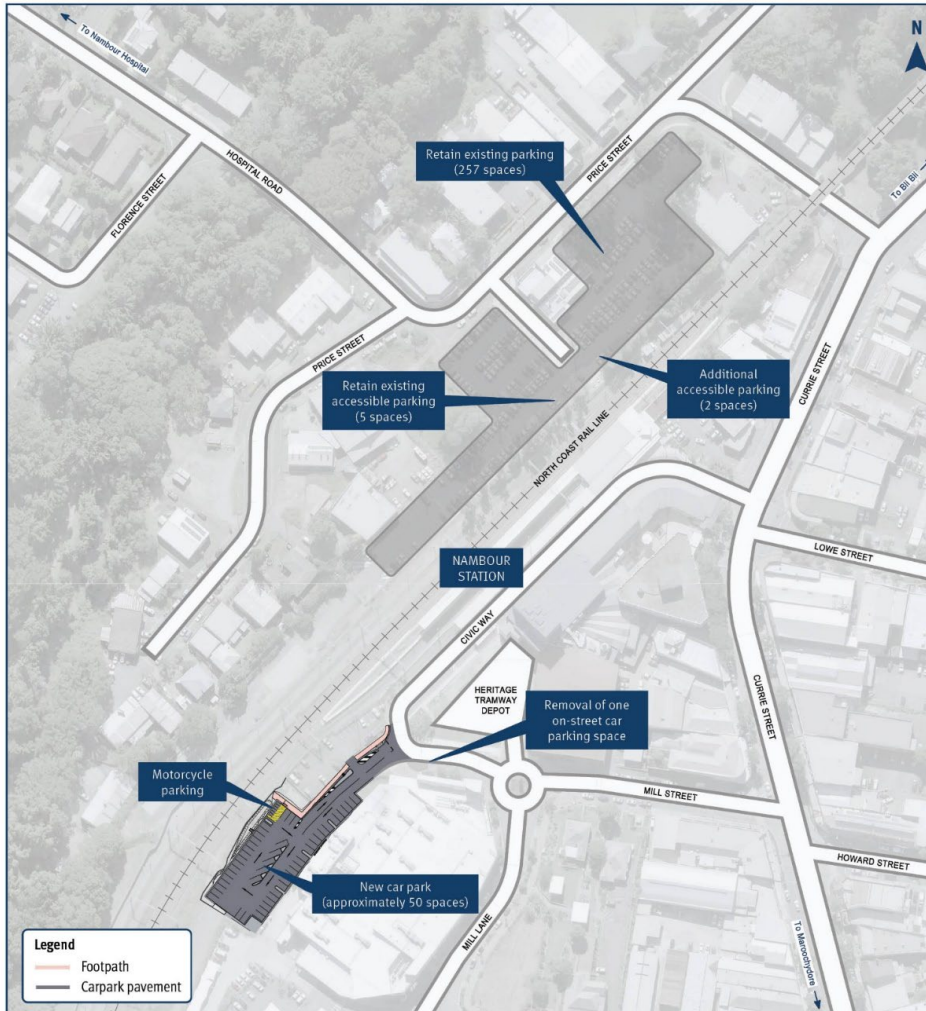 To Nambour Hospital
N
Retain existing parking
(257 spaces)
PRICE STREET
HOSPITAL ROAD
FLORENCE STREET
To Bli Bli
PRICE STREET
Retain existing
accessible parking
(5 spaces)
Additional
accessible parking
(2 spaces)
CURRIE STREET
NORTH COAST RAIL LINE
NAMBOUR
STATION
LOWE STREET
CIVIC WAY
HERITAGE
TRAMWAY
DEPOT
Removal of one
on-street car
parking space
CURRIE STREET
Motorcycle
parking
MILL STREET
HOWARD STREET
New car park
(approximately 50 spaces)
MILL LANE
To Maroochydore
Legend
Footpath
Carpark pavement